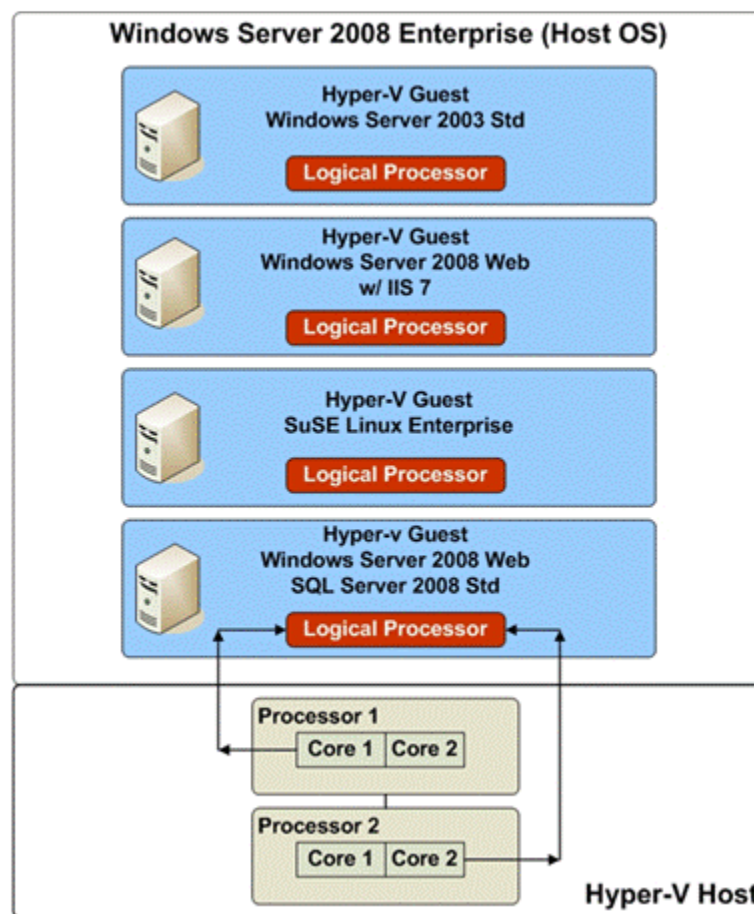 Windows Server 2008 Enterprise (Host OS)
Hyper-V Guest
Windows Server 2003 Std
Logical Processor
Hyper-V Guest
Windows Server 2008 Web
w/ IIS 7
Logical Processor
Hyper-V Guest
SuSE Linux Enterprise
Logical Processor
Hyper-v Guest
Windows Server 2008 Web
SQL Server 2008 Std
Logical Processor
Processor 1
Core 1 Core 2
Processor 2
Core 1 Core 2
Hyper-V Host